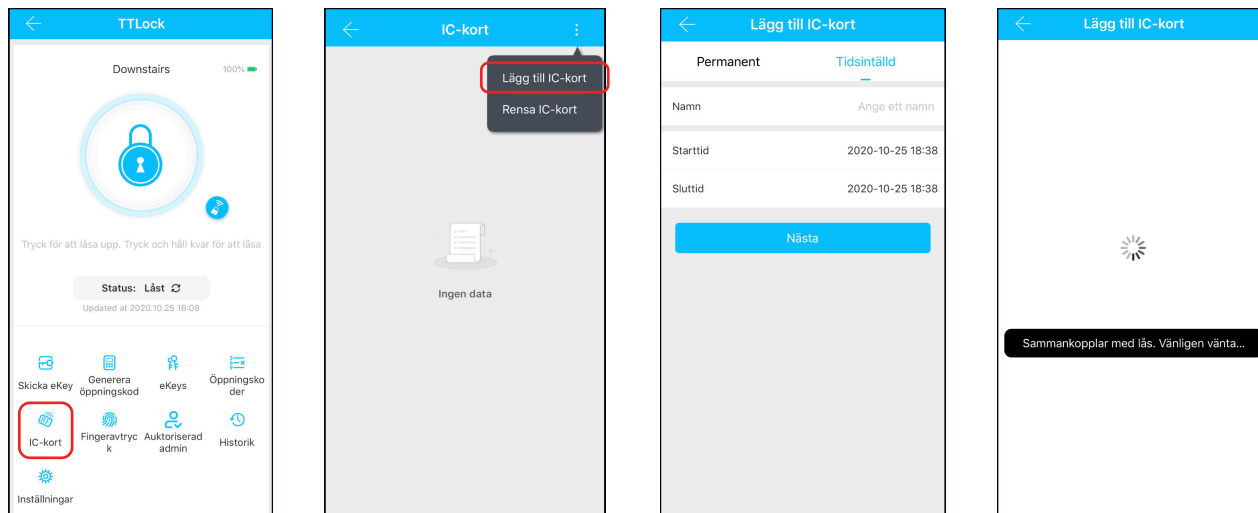 TTLock
Downstairs
100%
Tryck för att låsa upp. Tryck och håll kvar för att låsa
Status: Låst
Updated at 2020.10.25 16:08
Skicka eKey
Generera
öppningskod
eKeys
Öppningsko
der
IC-kort
Fingeravtryc
k
Auktoriserad
admin
Historik
Inställningar
IC-kort
Lägg till IC-kort
Rensa IC-kort
Ingen data
Lägg till IC-kort
Permanent
Tidsintälld
Namn
Ange ett namn
Starttid
2020-10-25 18:38
Sluttid
2020-10-25 18:38
Nästa
Lägg till IC-kort
Sammankopplar med lås. Vänligen vänta...